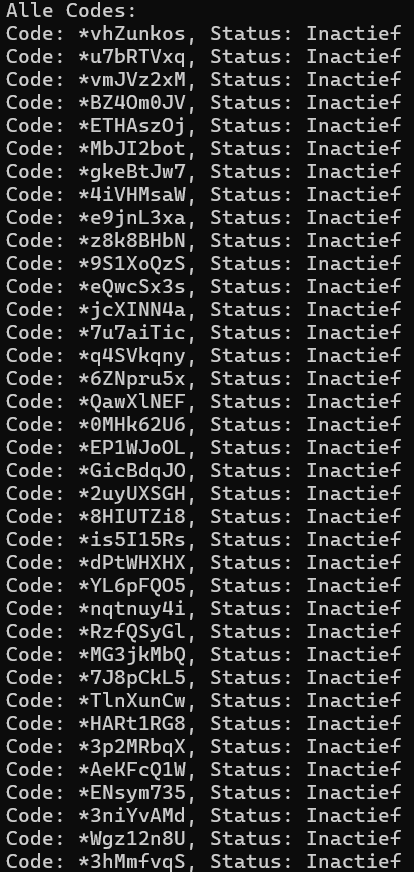 Alle Codes:
Code: *vhZunkos, Status: Inactief
Code: *u7bRTVxq, Status: Inactief
Code: *vmJVz2xM, Status: Inactief
Code: *BZ4Om0JV, Status: Inactief
Code: *ETHAszOj, Status: Inactief
Code: *MbJI2bot, Status: Inactief
Code: *gkeBtJw7, Status: Inactief
Code: *4iVHMsaW, Status: Inactief
Code: *e9jnL3xa, Status: Inactief
Code: *z8k8BHbN, Status: Inactief
Code: *9S1XoQzS, Status: Inactief
Code: *eQwcSx3s, Status: Inactief
Code: *jcXINN4a, Status: Inactief
Code: *7u7aiTic, Status: Inactief
Code: *q4SVkqny, Status: Inactief
Code: *6ZNpru5x, Status: Inactief
Code: *QawXlNEF, Status: Inactief
Code: *0MHk62U6, Status: Inactief
Code: *EP1WJoOL, Status: Inactief
Code: *GicBdqJO, Status: Inactief
Code: *2uyUXSGH, Status: Inactief
Code: *8HIUTZi8, Status: Inactief
Code: *is5I15Rs, Status: Inactief
Code: *dPtWHXHX, Status: Inactief
Code: *YL6pFQO5, Status: Inactief
Code: *nqtnuy4i, Status: Inactief
Code: *RzfQSyGl, Status: Inactief
Code: *MG3jkMbQ, Status: Inactief
Code: *7J8pCkL5, Status: Inactief
Code: *TlnXunCw, Status: Inactief
Code: *HARt1RG8, Status: Inactief
Code: *3p2MRbqX, Status: Inactief
Code: *AeKFcQ1W, Status: Inactief
Code: *ENsym735, Status: Inactief
Code: *3niYvAMd, Status: Inactief
Code: *Wgz12n8U, Status: Inactief
Code: *3hMmfvqS, Status: Inactief